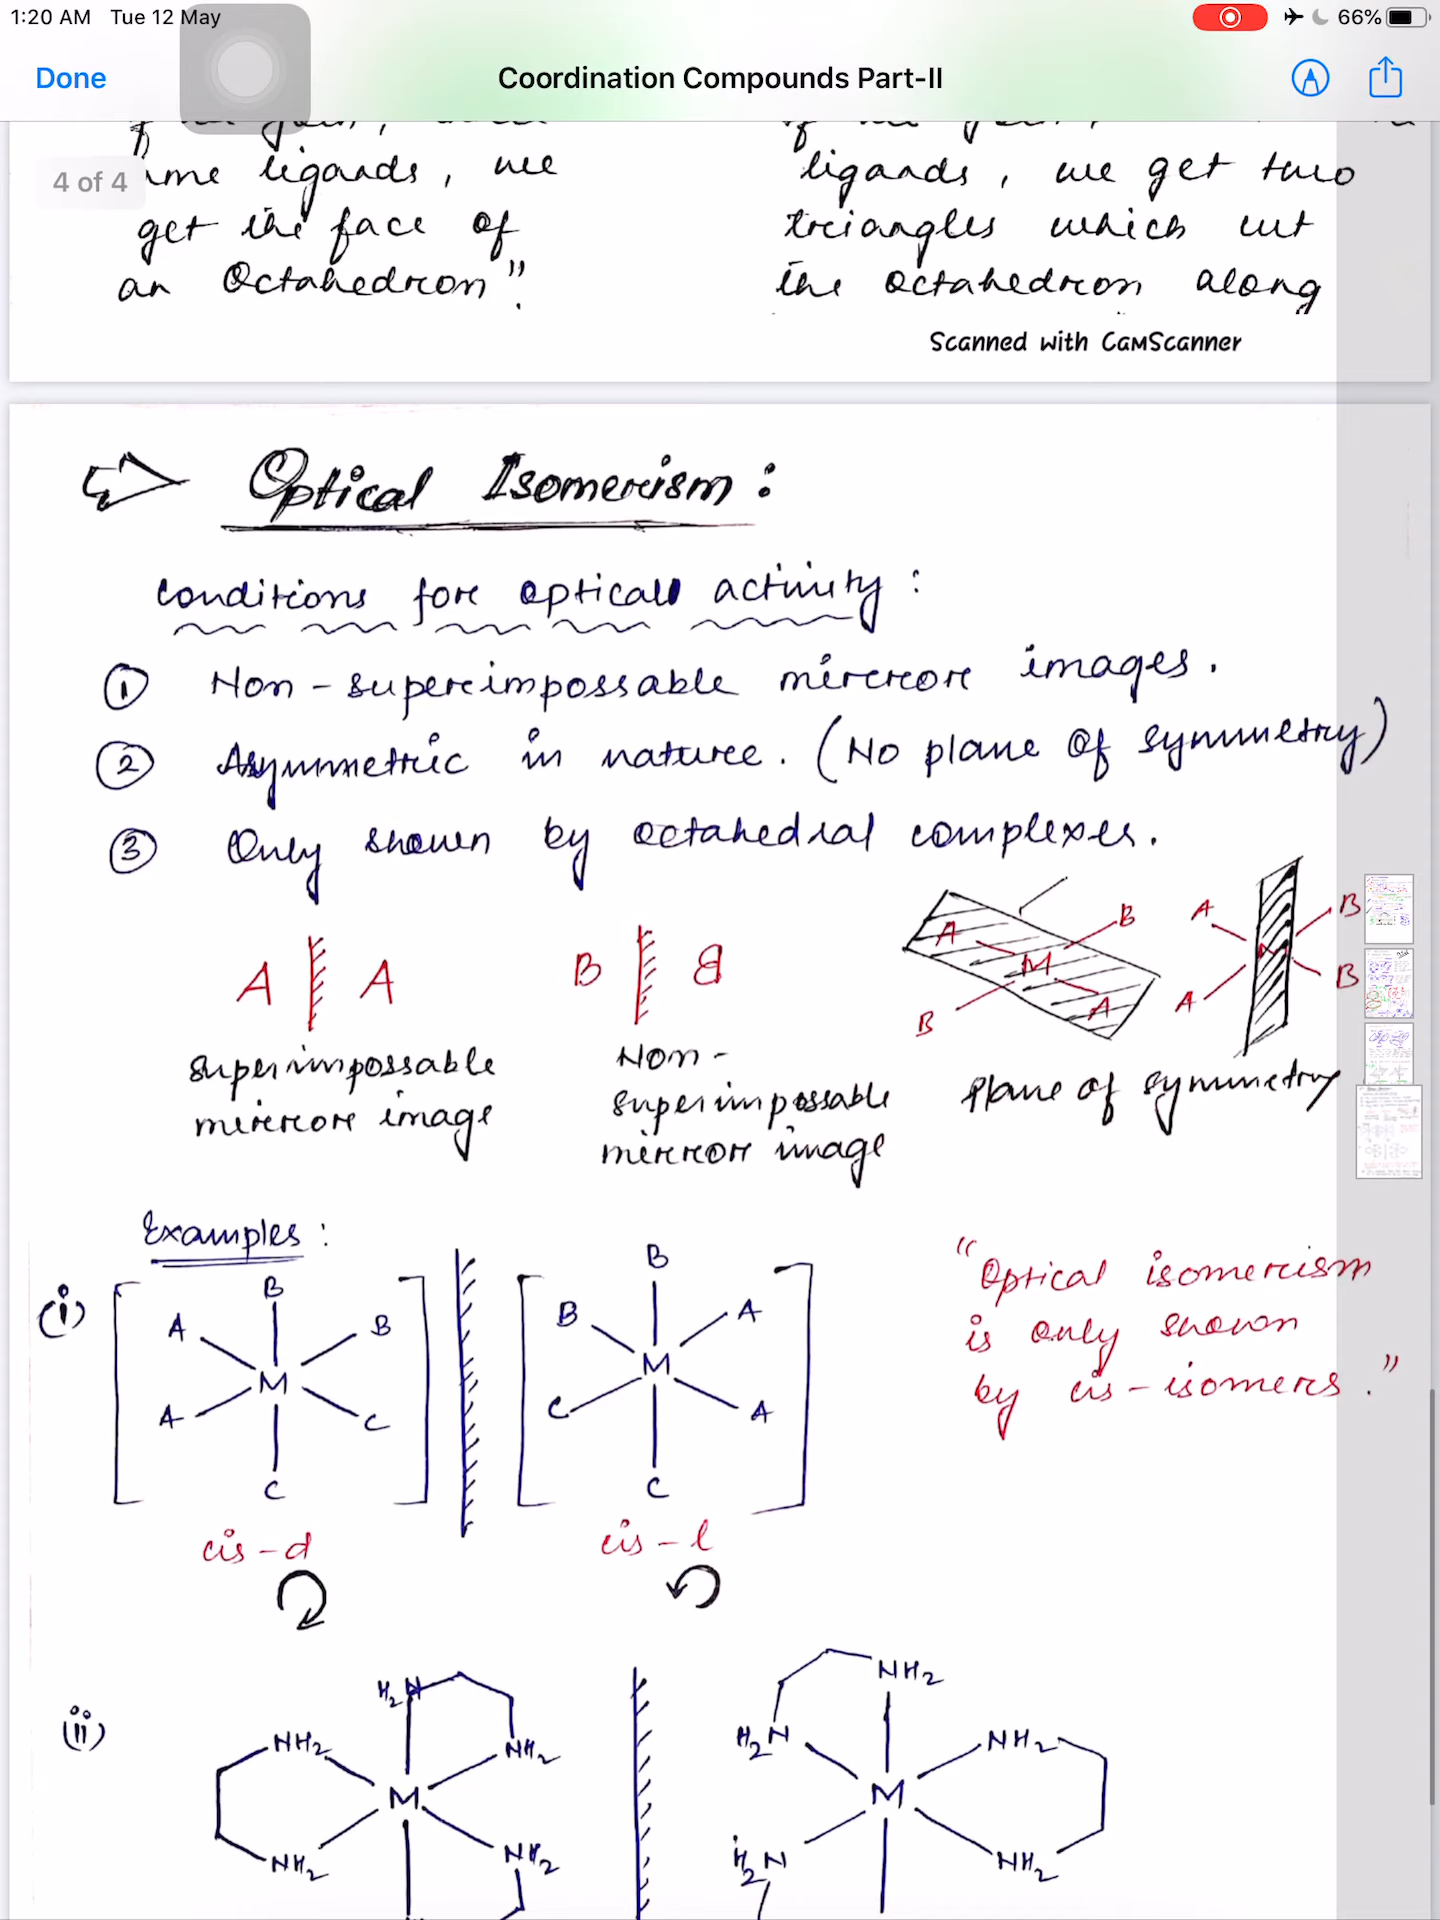 1:20 AM Tue 12 May
66%
Done
Coordination Compounds Part-II
4 of 4
ligands, we
get the face of
an Octahedron".
ligands, we get two
triangles which cut
the octahedron along
Scanned with CamScanner
Optical Isomerism:
Conditions for optical activity:
① Non-superimpossable mirror images.
② Asymmetric in nature. (No plane of symmetry)
③ Only shown by octahedral complexes.
A A
B B
A M A B B
A A M B B
superimpossable
mirror image
Non-
superimpossable
mirror image
Plane of symmetry
Examples:
(i)
B
A B
M
A C
C
cis-d
B
B A
M
C A
C
cis-l
"Optical isomerism
is only shown
by cis-isomers."
(ii)
H2N
NH2 NH2
M
NH2 NH2
NH2
H2N NH2
M
H2N NH2